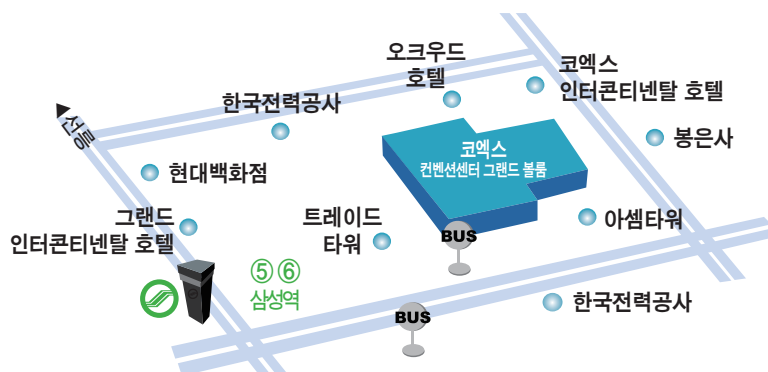 오크우드
호텔
코엑스
인터콘티넨탈 호텔
한국전력공사
선릉
봉은사
코엑스
컨벤션센터 그랜드 볼룸
현대백화점
그랜드
인터콘티넨탈 호텔
트레이드
타워
아셈타워
BUS
⑤ ⑥
삼성역
한국전력공사
BUS